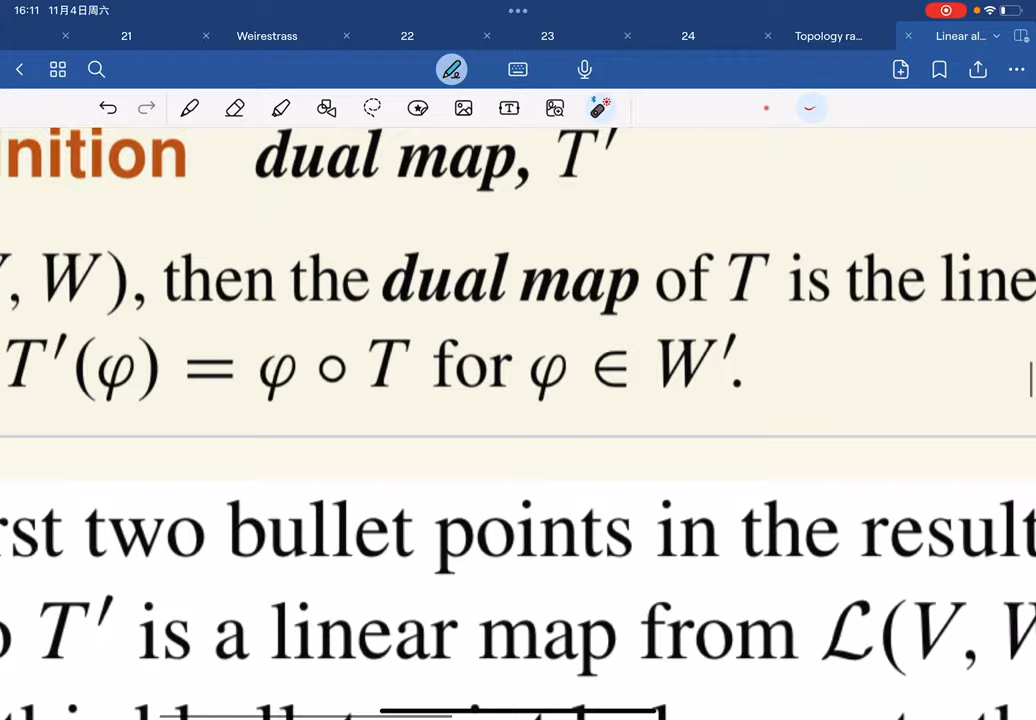 16:11 11月4日周六
21 Weirestrass 22 23 24 Topology ra... Linear al...
nition dual map, T′
, W), then the dual map of T is the line
T′(φ) = φ ∘ T for φ ∈ W′.
rst two bullet points in the result
T′ is a linear map from ℒ(V, W